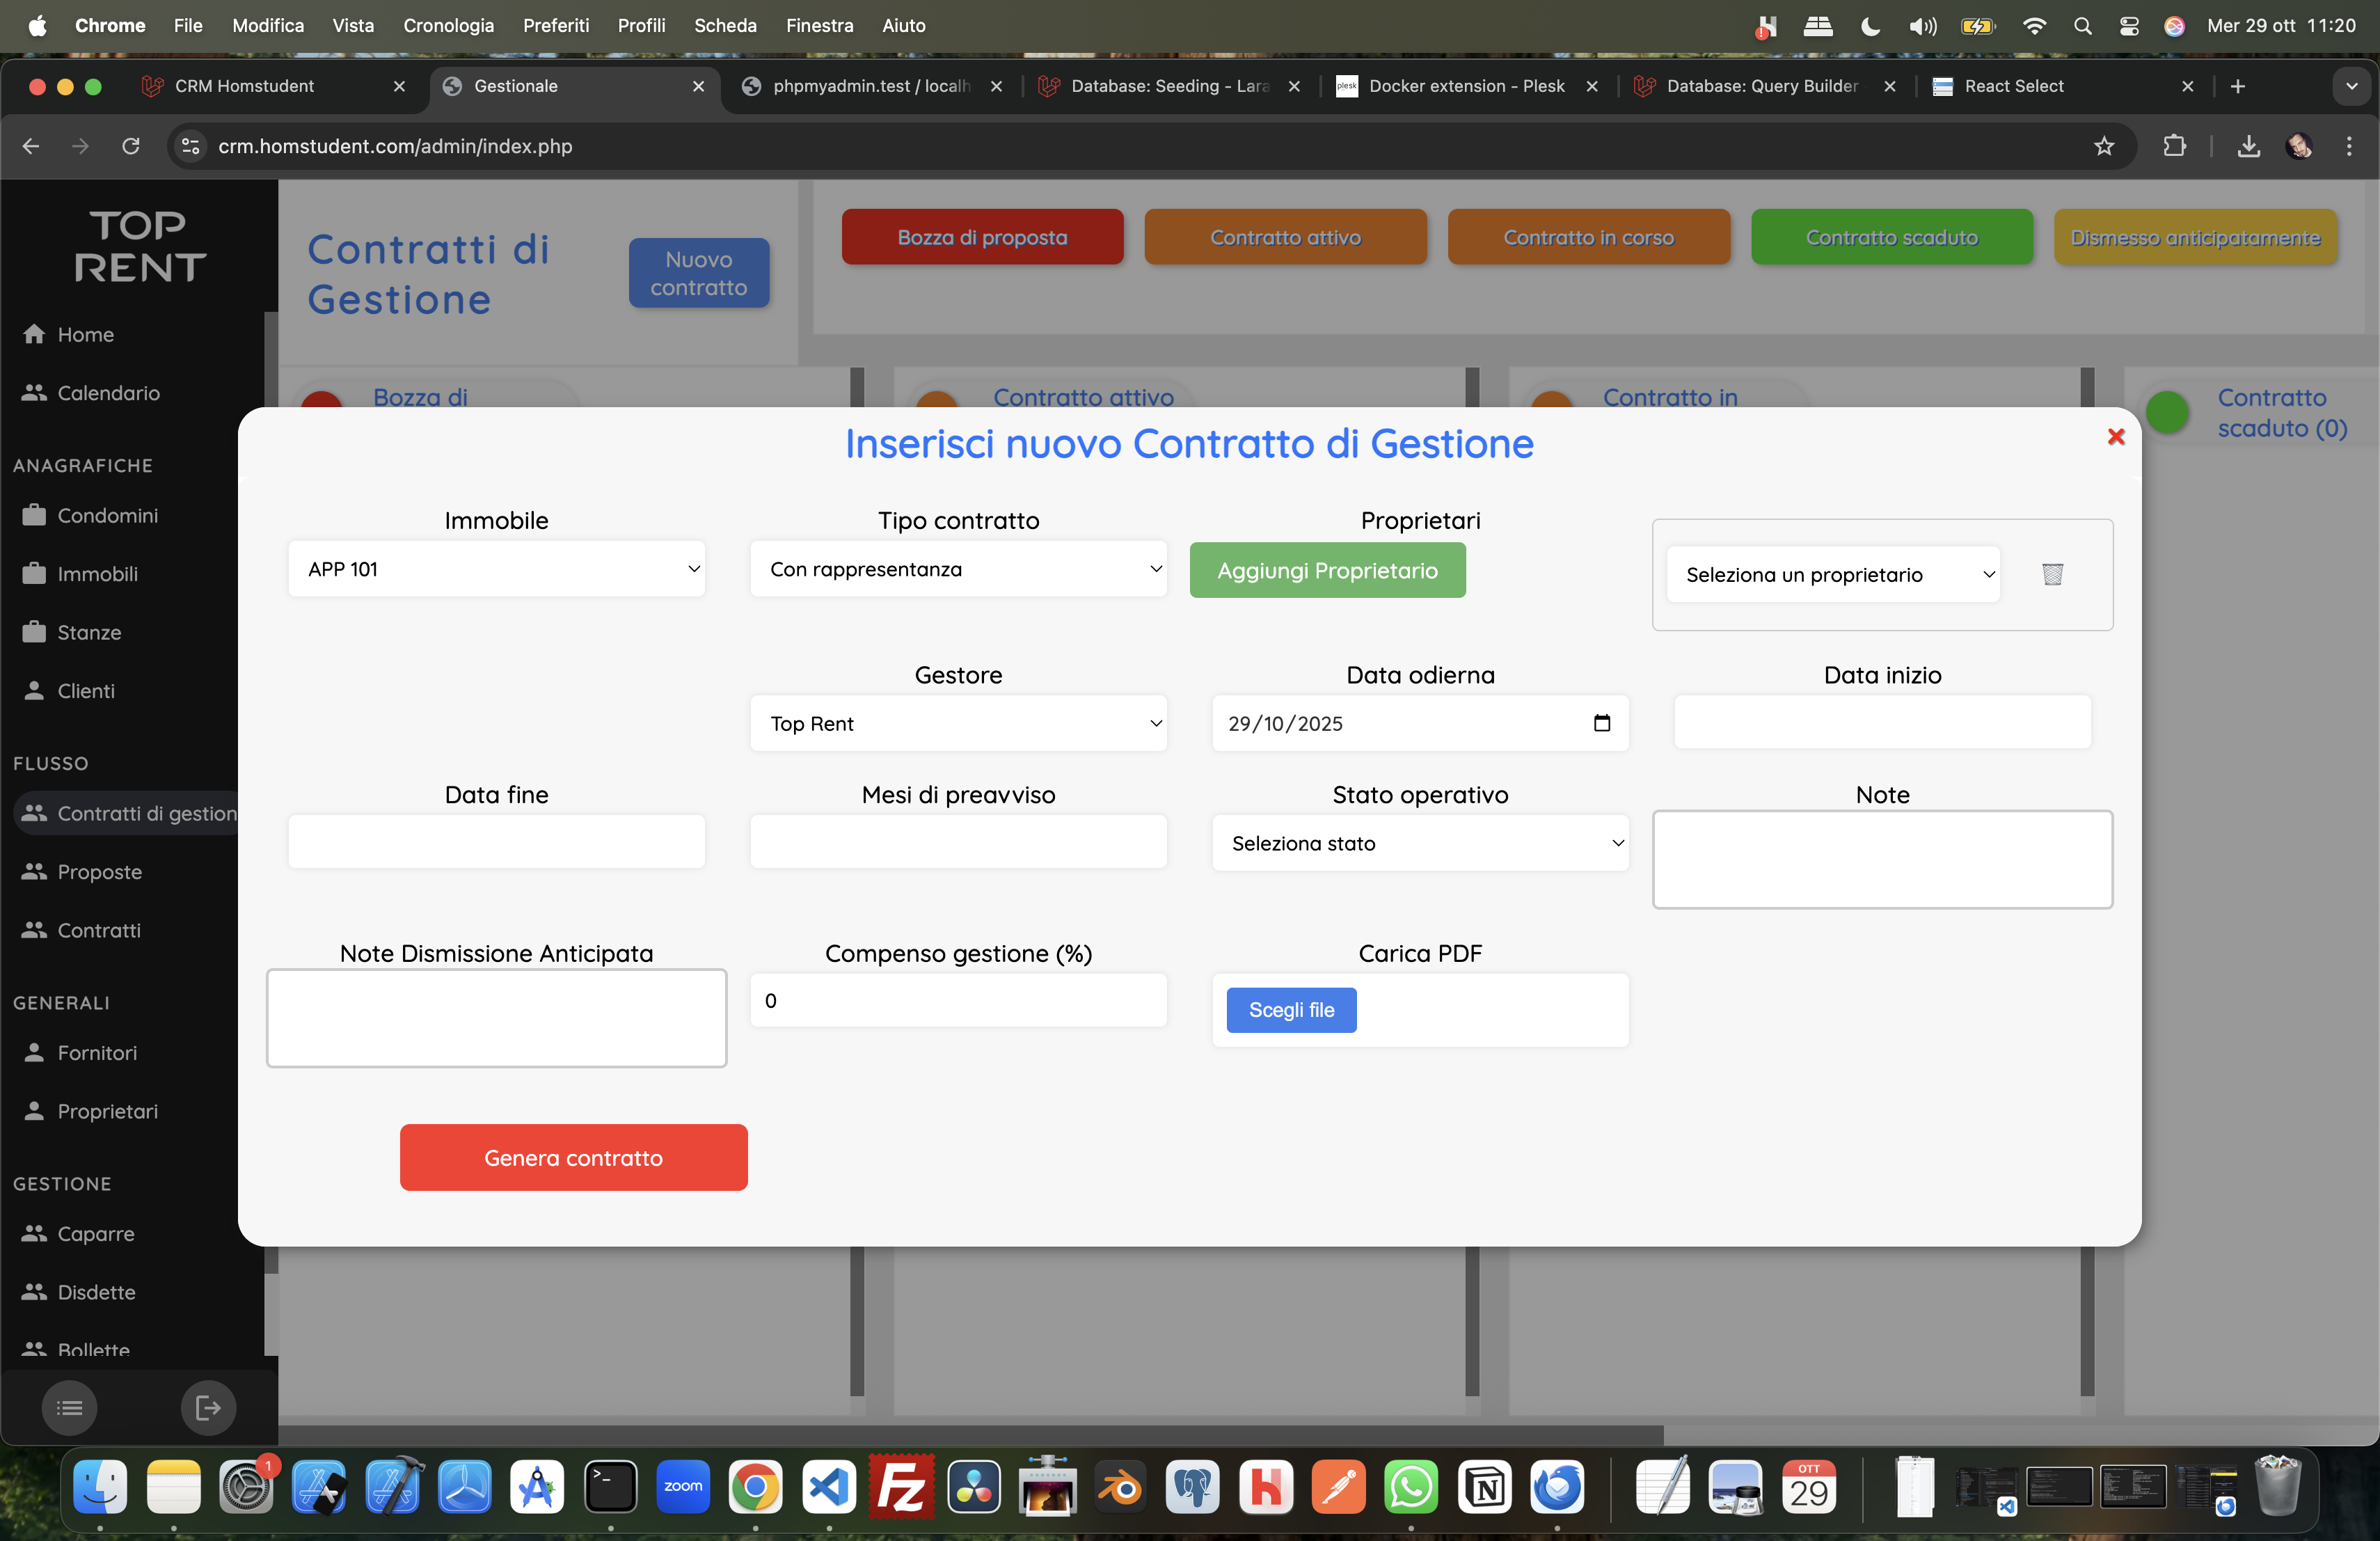 Chrome File Modifica Vista Cronologia Preferiti Profili Scheda Finestra Aiuto Mer 29 ott 11:20
CRM Homstudent Gestionale phpmyadmin.test / localh Database: Seeding - Lara plesk Docker extension - Plesk Database: Query Builder React Select
crm.homstudent.com/admin/index.php
TOP
RENT
Home
Calendario
ANAGRAFICHE
Condomini
Immobili
Stanze
Clienti
FLUSSO
Contratti di gestion
Proposte
Contratti
GENERALI
Fornitori
Proprietari
GESTIONE
Caparre
Disdette
Bollette
Contratti di
Gestione
Nuovo
contratto
Bozza di proposta Contratto attivo Contratto in corso Contratto scaduto Dismesso anticipatamente
Bozza di Contratto attivo Contratto in Contratto
scaduto (0)
Inserisci nuovo Contratto di Gestione
Immobile Tipo contratto Proprietari
APP 101 Con rappresentanza Aggiungi Proprietario Seleziona un proprietario
Gestore Data odierna Data inizio
Top Rent 29/10/2025
Data fine Mesi di preavviso Stato operativo Note
Seleziona stato
Note Dismissione Anticipata Compenso gestione (%) Carica PDF
0 Scegli file
Genera contratto
1
zoom
Fz
OTT
29